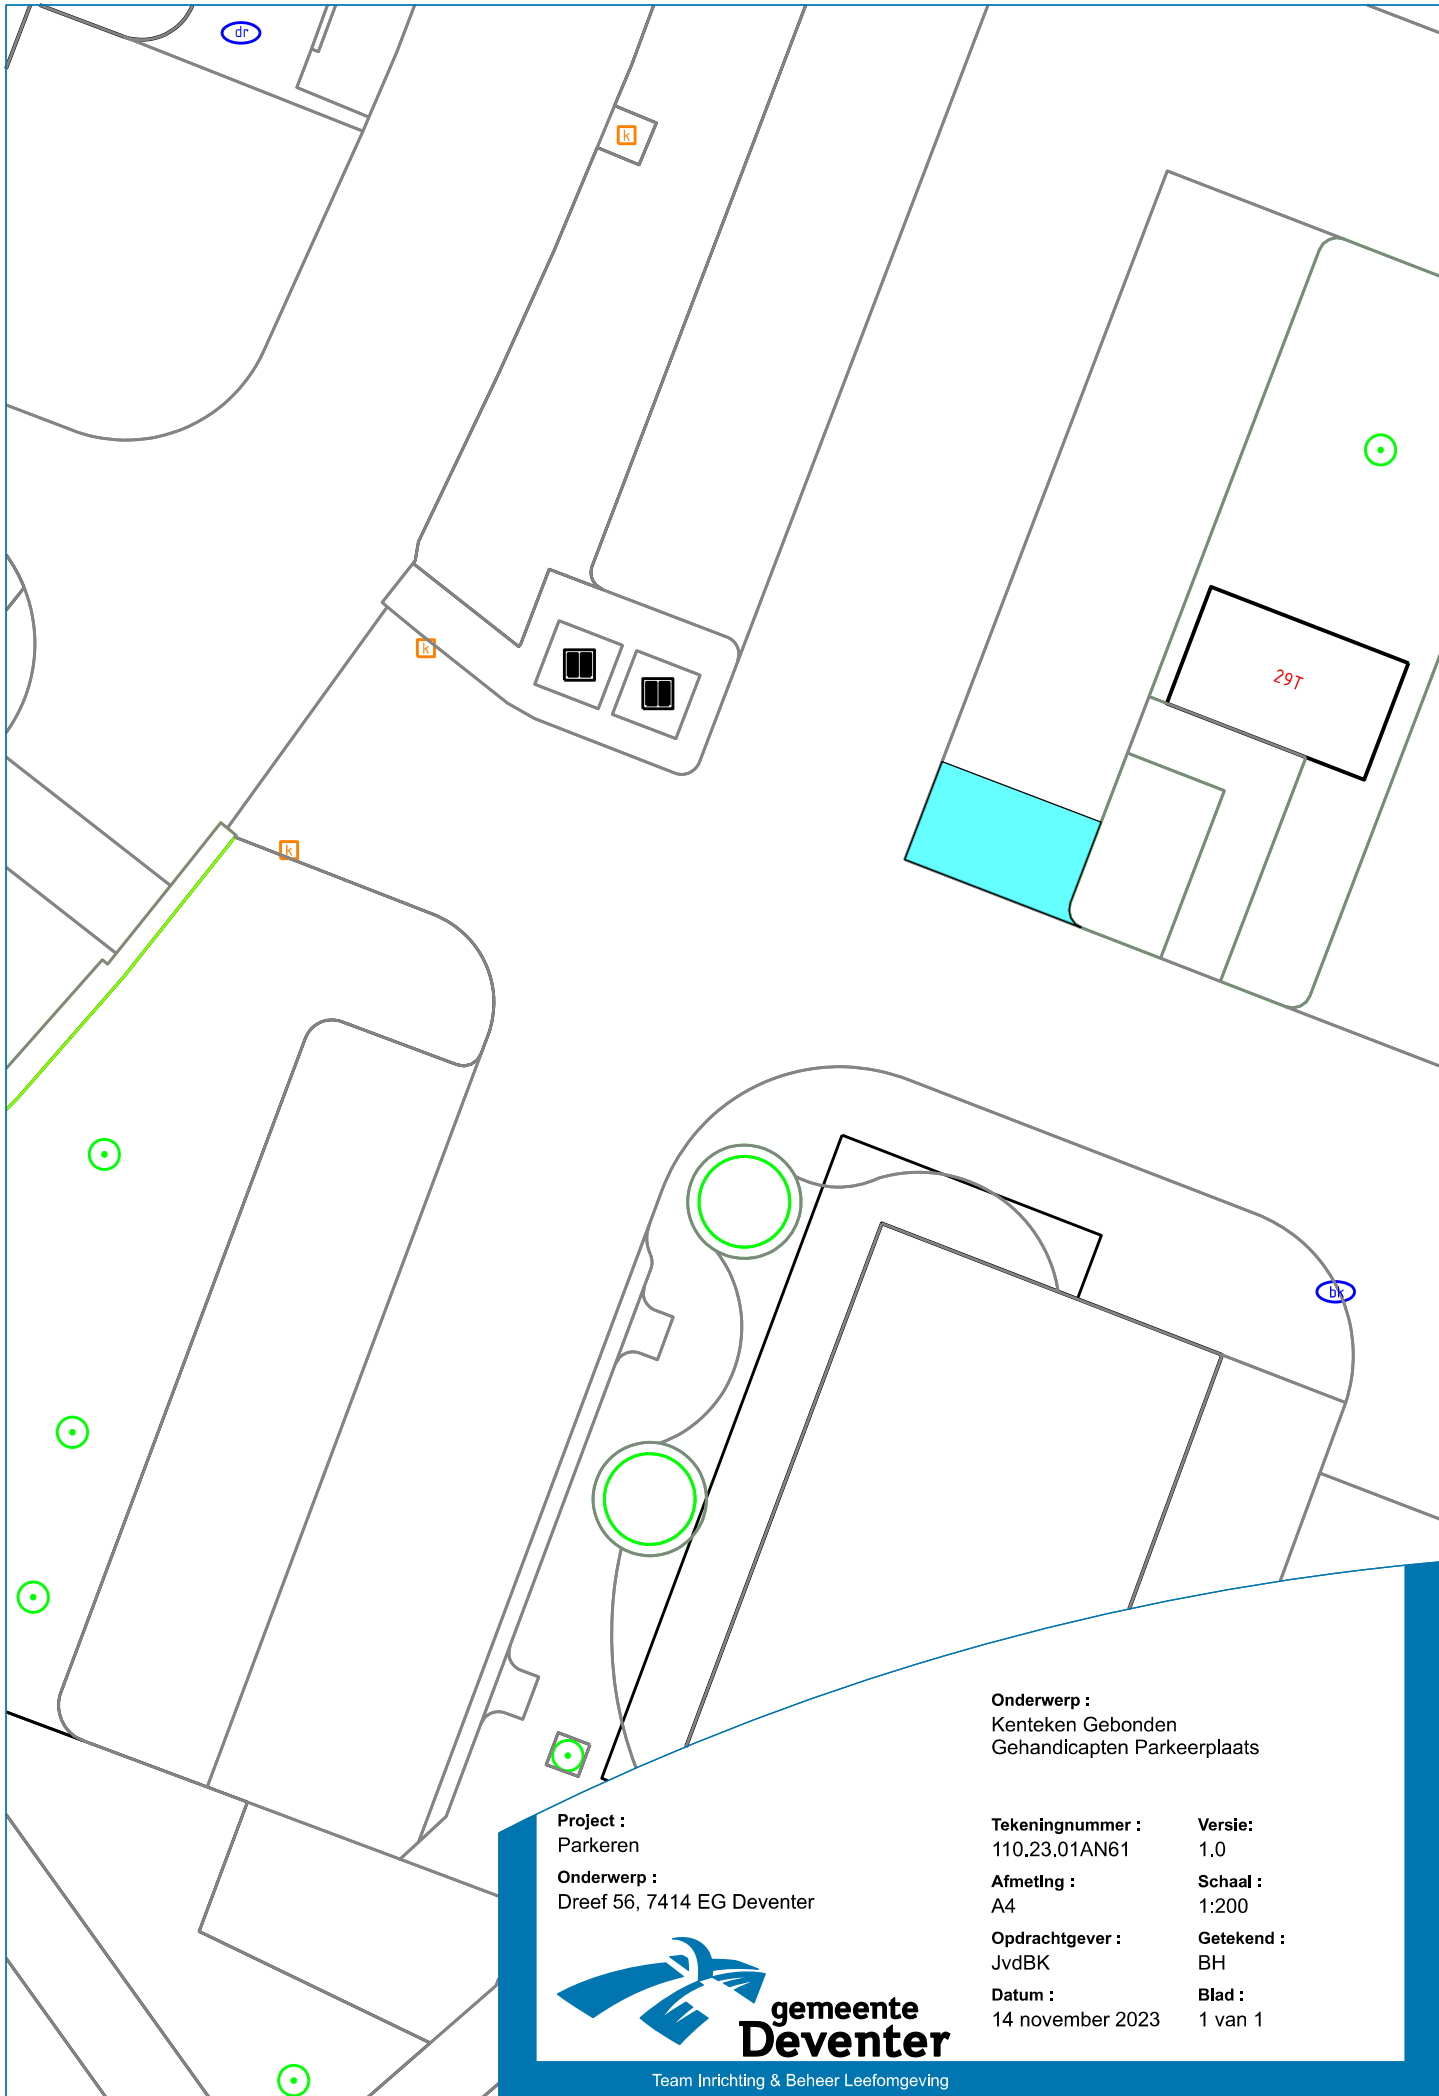 dr
k
29T
k
k
bk
Onderwerp :
Kenteken Gebonden
Gehandicapten Parkeerplaats
Project :
Parkeren
Onderwerp :
Dreef 56, 7414 EG Deventer
Tekeningnummer :
110.23.01AN61
Versie:
1.0
Afmeting :
A4
Schaal :
1:200
Opdrachtgever :
JvdBK
Getekend :
BH
Datum :
14 november 2023
Blad :
1 van 1
gemeente
Deventer
Team Inrichting & Beheer Leefomgeving